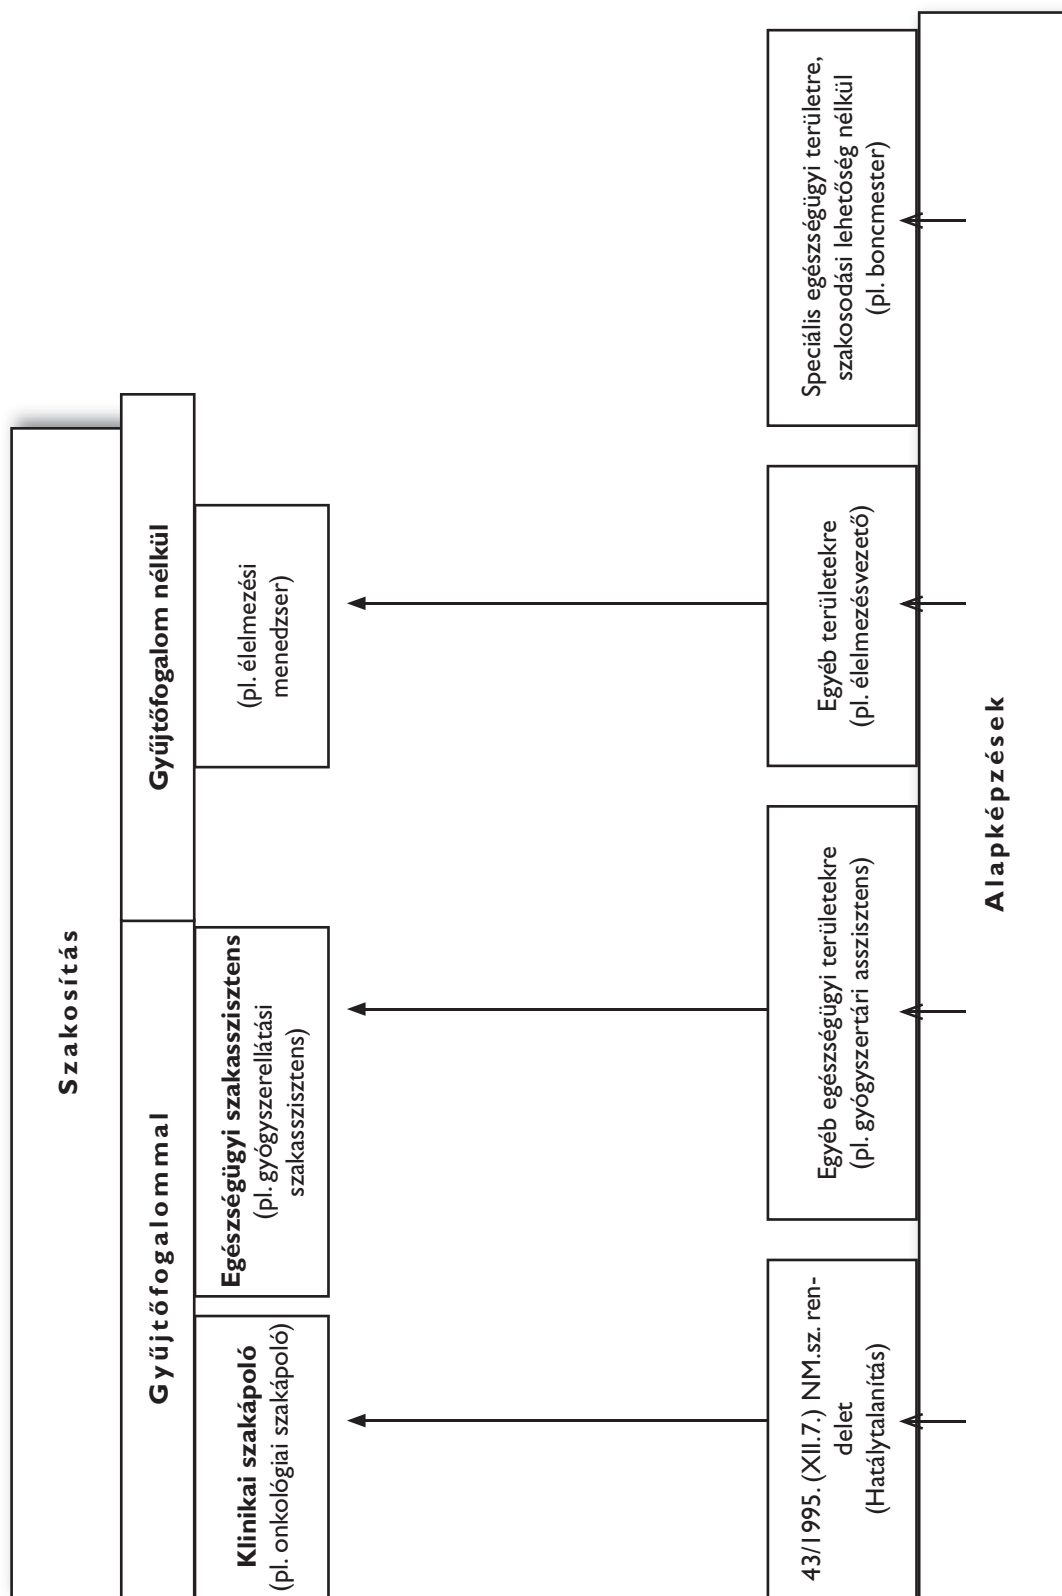 Szakosítás
Gyűjtőfogalommal
Gyűjtőfogalom nélkül
Klinikai szakápoló
(pl. onkológiai szakápoló)
Egészségügyi szakasszisztens
(pl. gyógyszerellátási
szakasszisztens)
(pl. élelmezési
menedzser)
43/1995. (XII.7.) NM.sz. ren-
delet
(Hatálytalanítás)
Egyéb egészségügyi területekre
(pl. gyógyszertári asszisztens)
Egyéb területekre
(pl. élelmezésvezető)
Speciális egészségügyi területre,
szakosodási lehetőség nélkül
(pl. boncmester)
Alapképzések